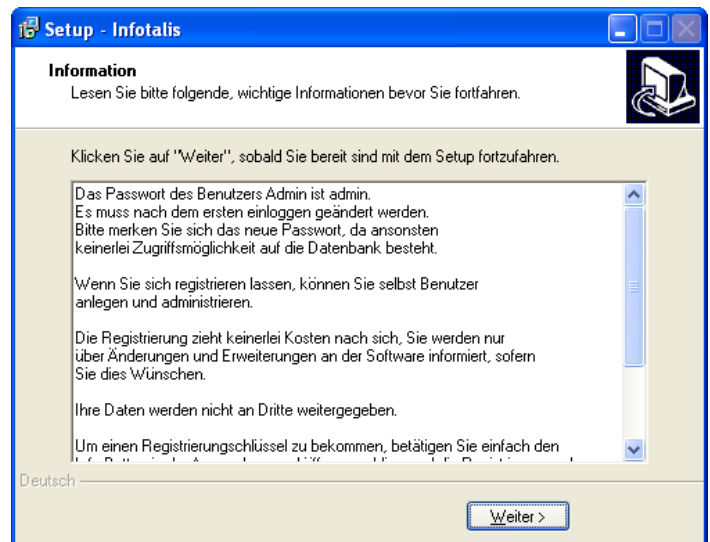 Setup - Infotalis
Information
Lesen Sie bitte folgende, wichtige Informationen bevor Sie fortfahren.
Klicken Sie auf "Weiter", sobald Sie bereit sind mit dem Setup fortzufahren.
Das Passwort des Benutzers Admin ist admin.
Es muss nach dem ersten einloggen geändert werden.
Bitte merken Sie sich das neue Passwort, da ansonsten
keinerlei Zugriffsmöglichkeit auf die Datenbank besteht.
Wenn Sie sich registrieren lassen, können Sie selbst Benutzer
anlegen und administrieren.
Die Registrierung zieht keinerlei Kosten nach sich, Sie werden nur
über Änderungen und Erweiterungen an der Software informiert, sofern
Sie dies Wünschen.
Ihre Daten werden nicht an Dritte weitergegeben.
Um einen Registrierungschlüssel zu bekommen, betätigen Sie einfach den
Deutsch
Weiter >